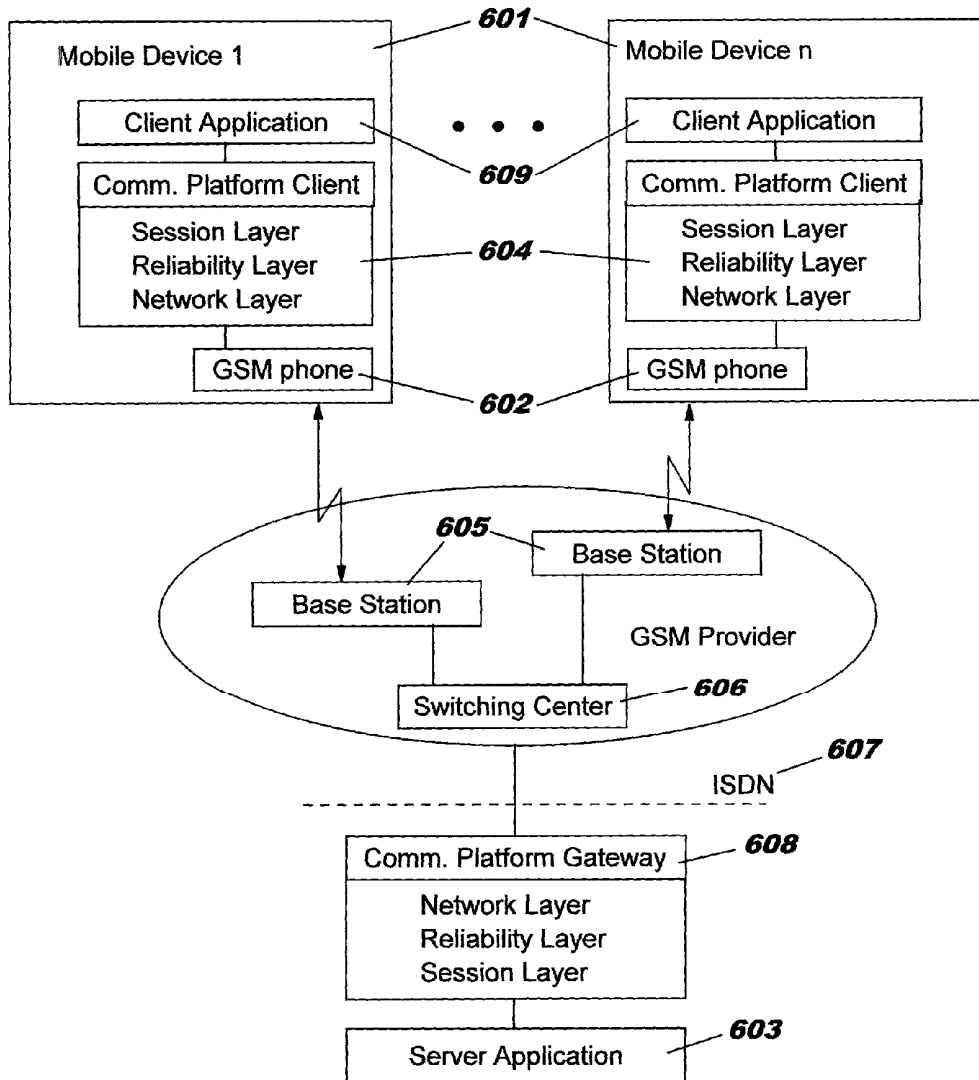 601
Mobile Device 1
Mobile Device n
Client Application
Client Application
609
Comm. Platform Client
Comm. Platform Client
Session Layer
Reliability Layer
Network Layer
604
Session Layer
Reliability Layer
Network Layer
GSM phone
GSM phone
602
605
Base Station
Base Station
GSM Provider
606
Switching Center
607
ISDN
608
Comm. Platform Gateway
Network Layer
Reliability Layer
Session Layer
603
Server Application